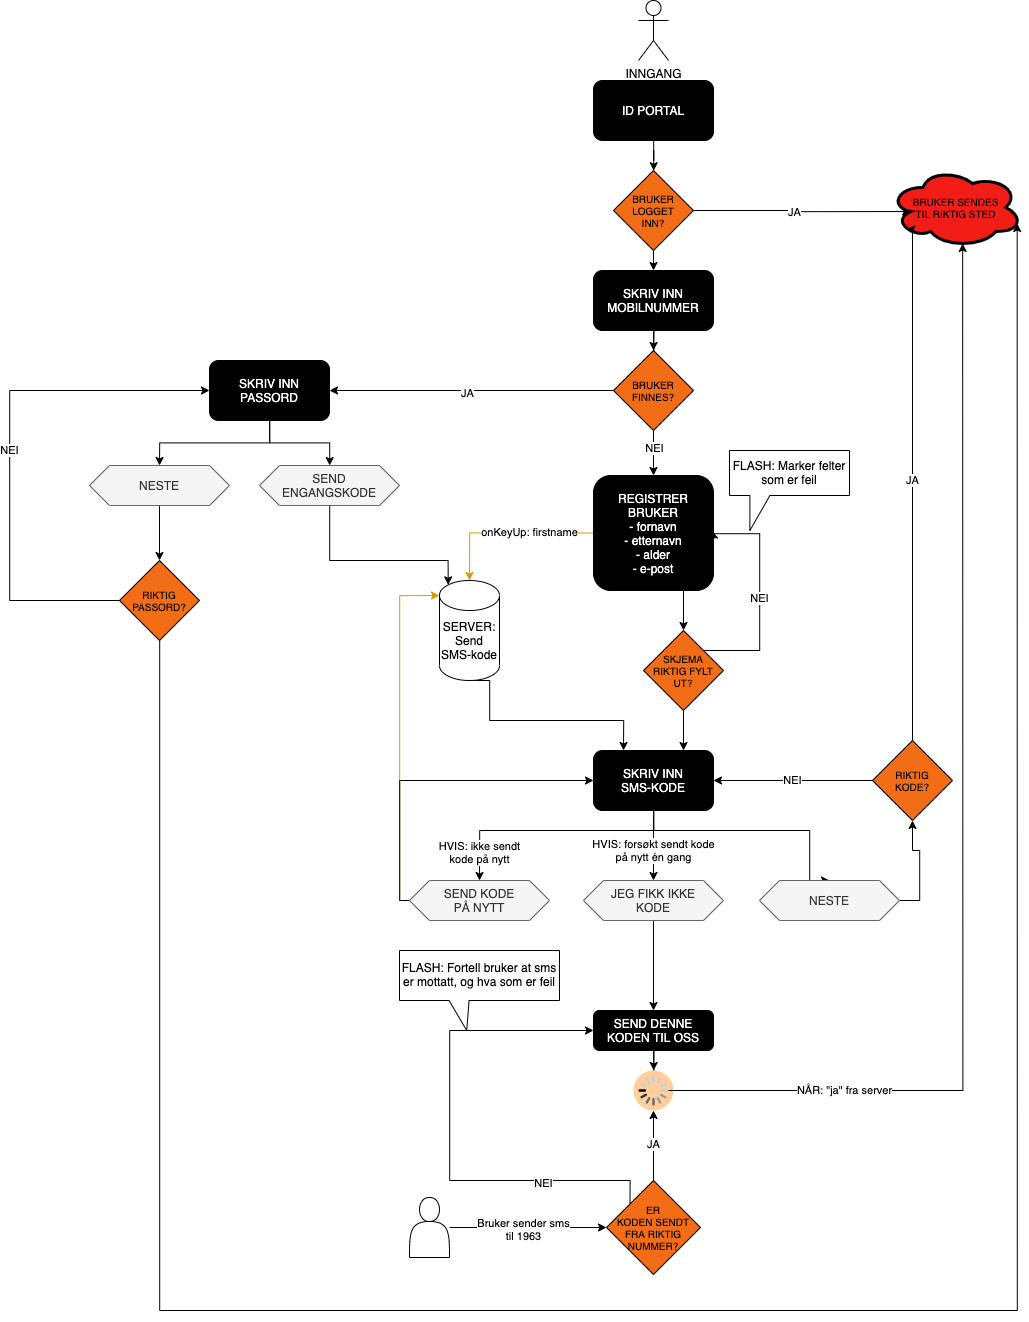 INNGANG
ID PORTAL
BRUKER
LOGGET
INN?
JA
BRUKER SENDES
TIL RIKTIG STED
SKRIV INN
MOBILNUMMER
SKRIV INN
PASSORD
JA
BRUKER
FINNES?
NEI
NEI
FLASH: Marker felter
som er feil
JA
NESTE
SEND
ENGANGSKODE
REGISTRER
BRUKER
- fornavn
- etternavn
- alder
- e-post
onKeyUp: firstname
RIKTIG
PASSORD?
NEI
SERVER:
Send
SMS-kode
SKJEMA
RIKTIG FYLT
UT?
SKRIV INN
SMS-KODE
NEI
RIKTIG
KODE?
HVIS: ikke sendt
kode på nytt
HVIS: forsøkt sendt kode
på nytt én gang
SEND KODE
PÅ NYTT
JEG FIKK IKKE
KODE
NESTE
FLASH: Fortell bruker at sms
er mottatt, og hva som er feil
SEND DENNE
KODEN TIL OSS
NÅR: "ja" fra server
JA
NEI
Bruker sender sms
til 1963
ER
KODEN SENDT
FRA RIKTIG
NUMMER?